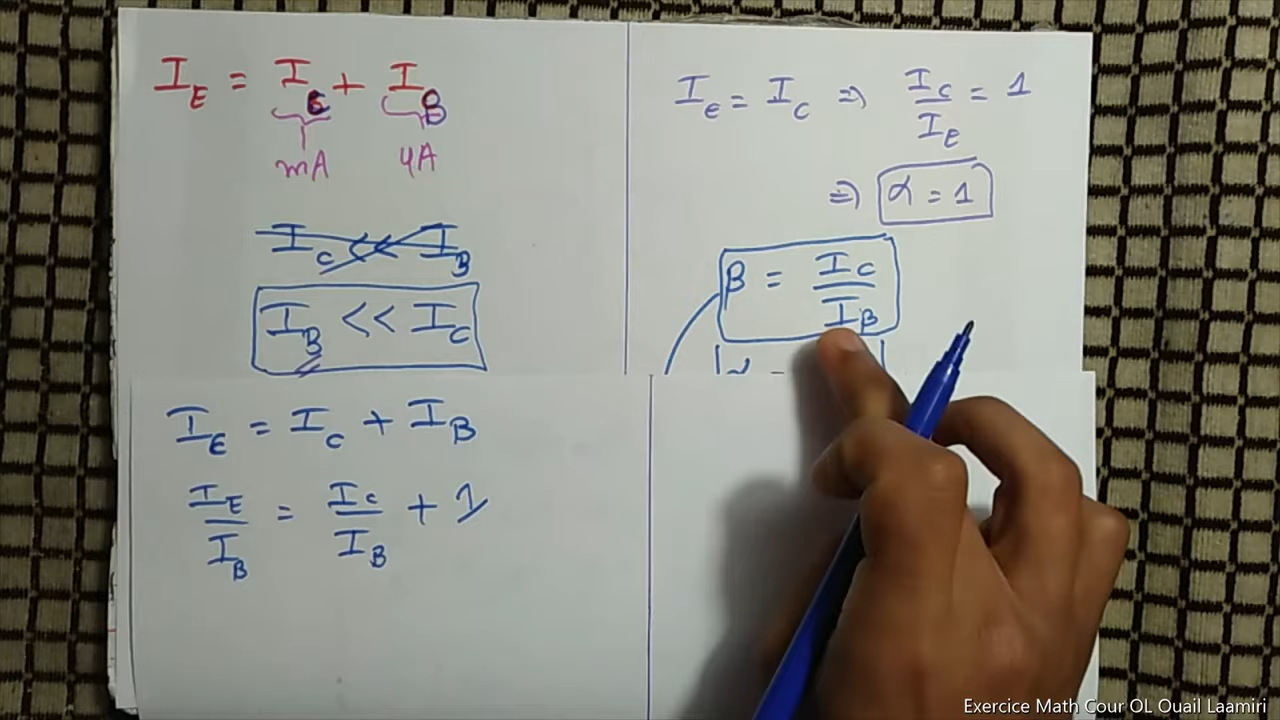 I_E = I_C + I_B
mA μA
I_C << I_B
I_B << I_C
I_E = I_C ⇒ I_C/I_E = 1
⇒ α = 1
β = I_C/I_B
I_E = I_C + I_B
I_E/I_B = I_C/I_B + 1
Exercice Math Cour OL Ouail Laamiri